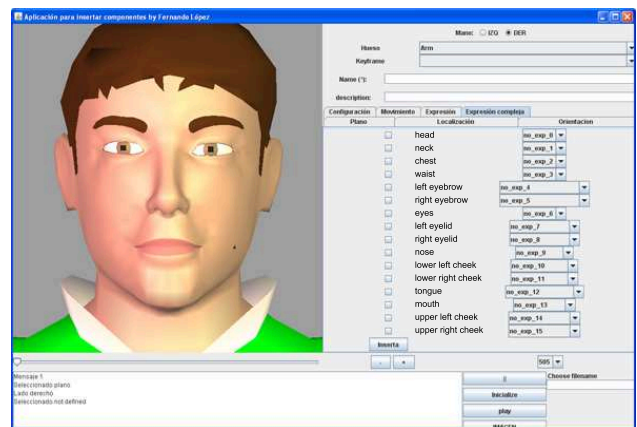 Aplicación para insertar componentes by Fernando López
Mano: IZQ DER
Hueso Arm
Keyframe
Name (*):
description:
Configuración Movimiento Expresión Expresión compleja
Plano Localización Orientacion
head no_exp_0
neck no_exp_1
chest no_exp_2
waist no_exp_3
left eyebrow no_exp_4
right eyebrow no_exp_5
eyes no_exp_6
left eyelid no_exp_7
right eyelid no_exp_8
nose no_exp_9
lower left cheek no_exp_10
lower right cheek no_exp_11
tongue no_exp_12
mouth no_exp_13
upper left cheek no_exp_14
upper right cheek no_exp_15
Inserta
- + 505
Mensaje 1
Seleccionado plano
Lado derecho
Seleccionado not defined
|| Choose filename
Inicialize
play